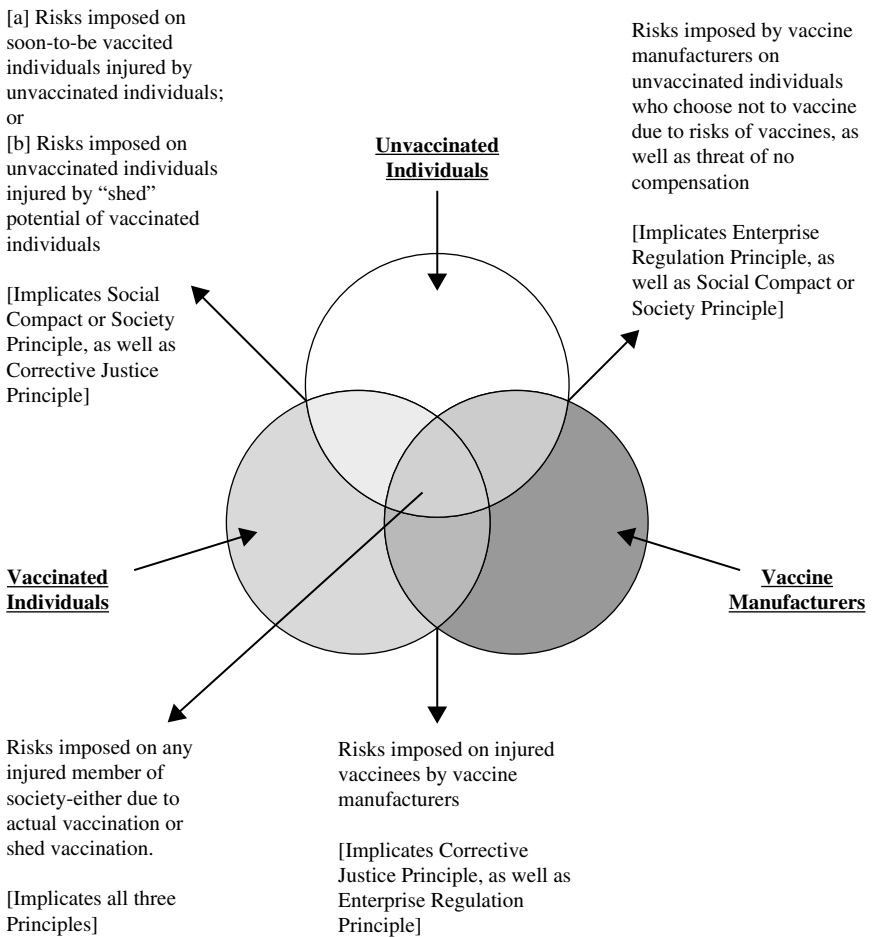 [a] Risks imposed on
soon-to-be vaccited
individuals injured by
unvaccinated individuals;
or
[b] Risks imposed on
unvaccinated individuals
injured by “shed”
potential of vaccinated
individuals
[Implicates Social
Compact or Society
Principle, as well as
Corrective Justice
Principle]
Unvaccinated
Individuals
Risks imposed by vaccine
manufacturers on
unvaccinated individuals
who choose not to vaccine
due to risks of vaccines, as
well as threat of no
compensation
[Implicates Enterprise
Regulation Principle, as
well as Social Compact or
Society Principle]
Vaccinated
Individuals
Vaccine
Manufacturers
Risks imposed on any
injured member of
society-either due to
actual vaccination or
shed vaccination.
[Implicates all three
Principles]
Risks imposed on injured
vaccinees by vaccine
manufacturers
[Implicates Corrective
Justice Principle, as well as
Enterprise Regulation
Principle]